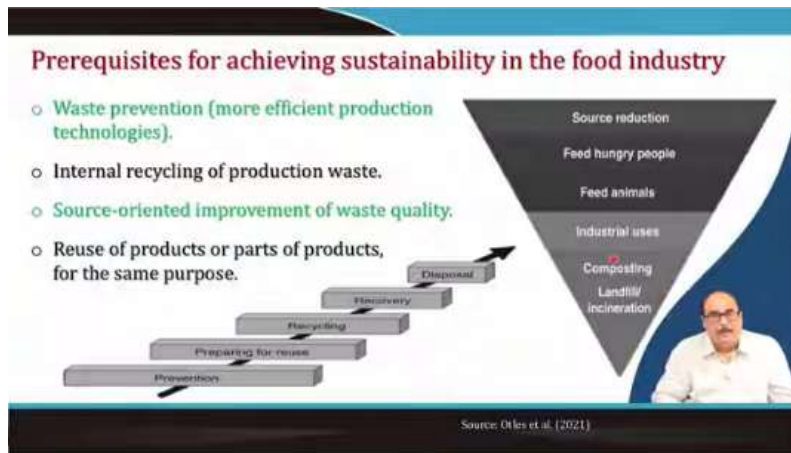 Prerequisites for achieving sustainability in the food industry
o Waste prevention (more efficient production
technologies).
o Internal recycling of production waste.
o Source-oriented improvement of waste quality.
o Reuse of products or parts of products,
for the same purpose.
Disposal
Recovery
Recycling
Preparing for reuse
Prevention
Source reduction
Feed hungry people
Feed animals
Industrial uses
Composting
Landfill/
incineration
Source: Otles et al. (2021)